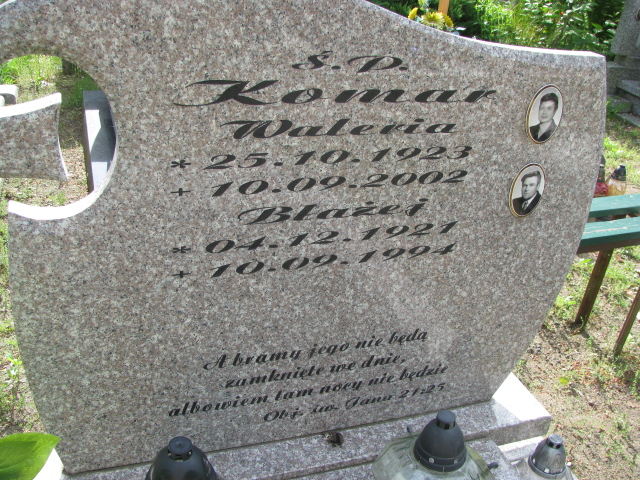 Ś.P.
Komar
Waleria
* 25.10.1923
+ 10.09.2002
Błażej
* 04.12.1921
+ 10.09.1994
A bramy jego nie będą
zamknięte we dnie,
albowiem tam nocy nie będzie
Obj. św. Jana 21:25